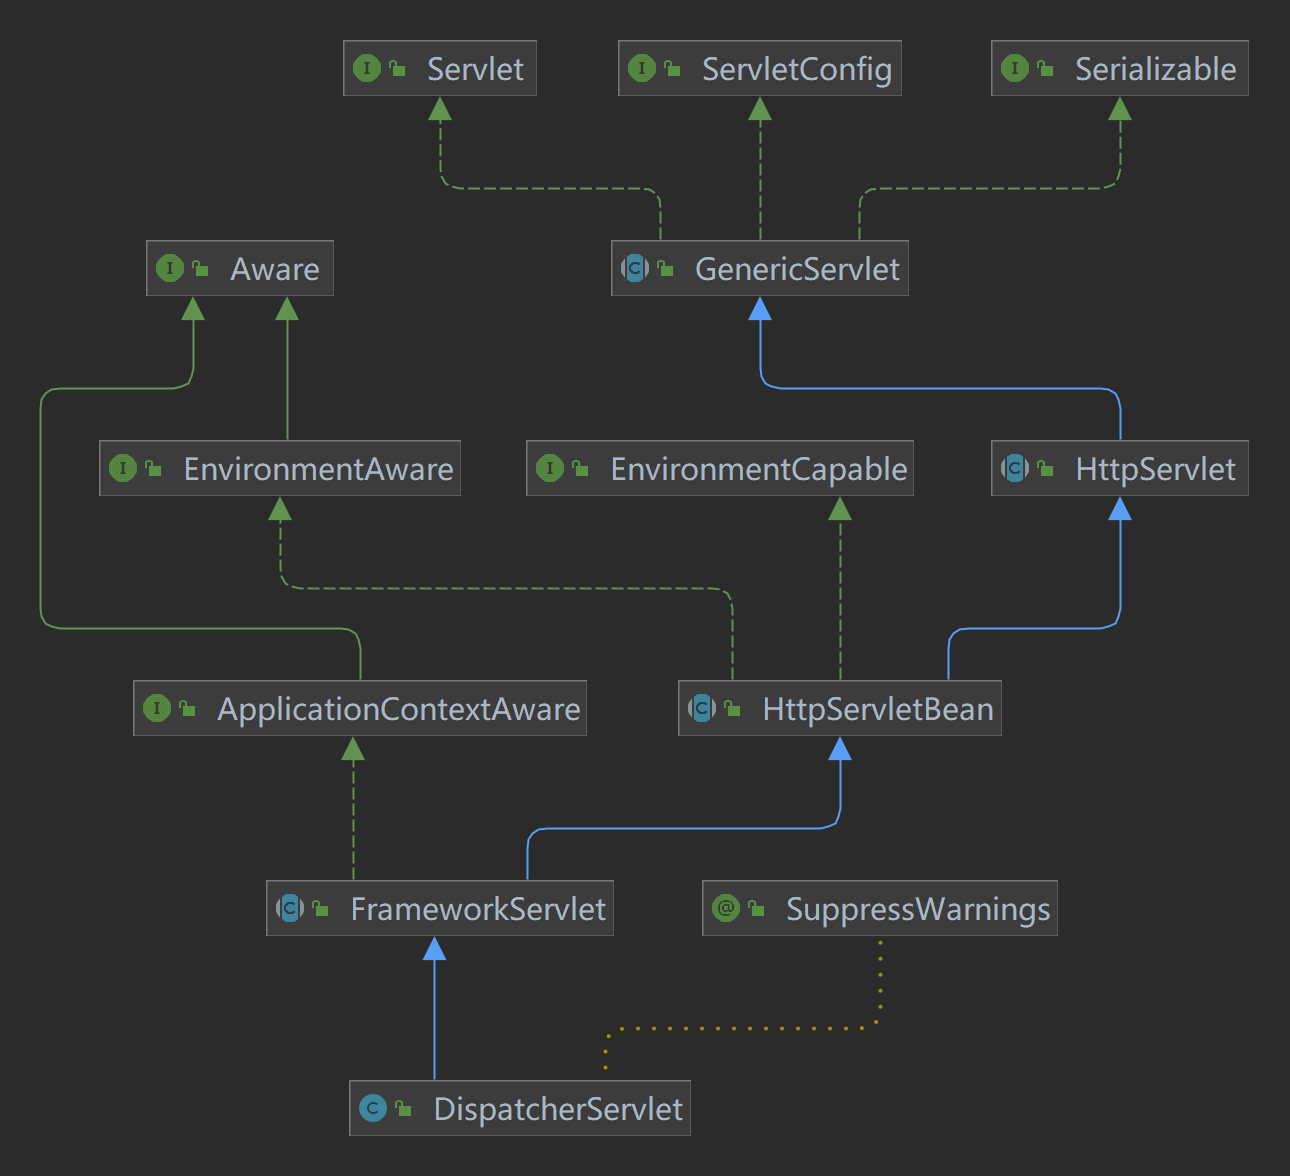 Servlet
ServletConfig
Serializable
Aware
GenericServlet
EnvironmentAware
EnvironmentCapable
HttpServlet
ApplicationContextAware
HttpServletBean
FrameworkServlet
SuppressWarnings
DispatcherServlet